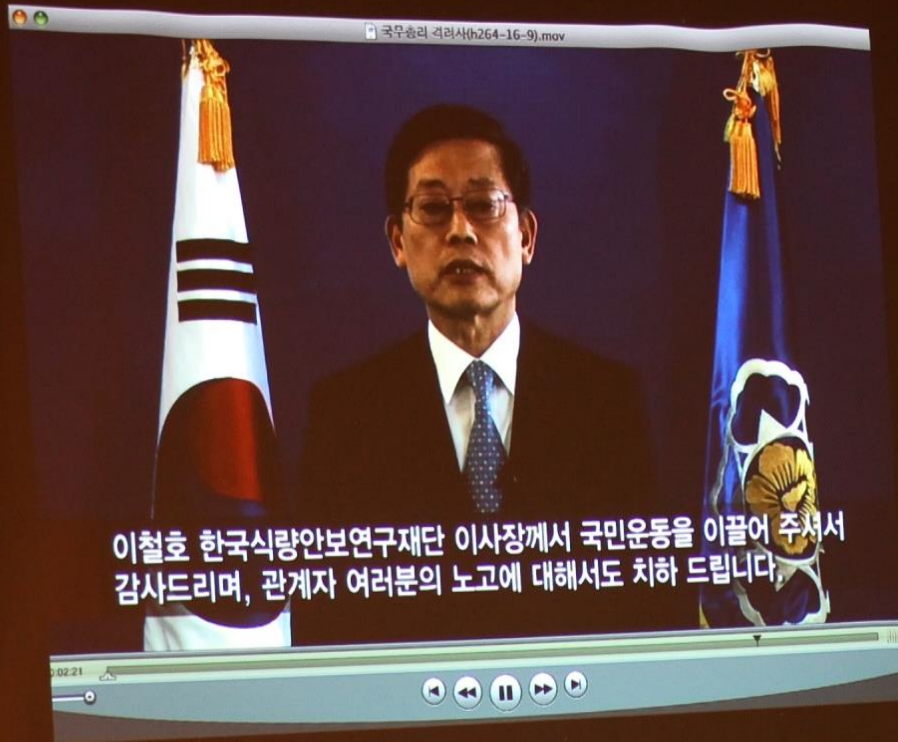 국무총리 격려사(h264-16-9).mov
이철호 한국식량안보연구재단 이사장께서 국민운동을 이끌어 주셔서
감사드리며, 관계자 여러분의 노고에 대해서도 치하 드립니다.
0:02:21